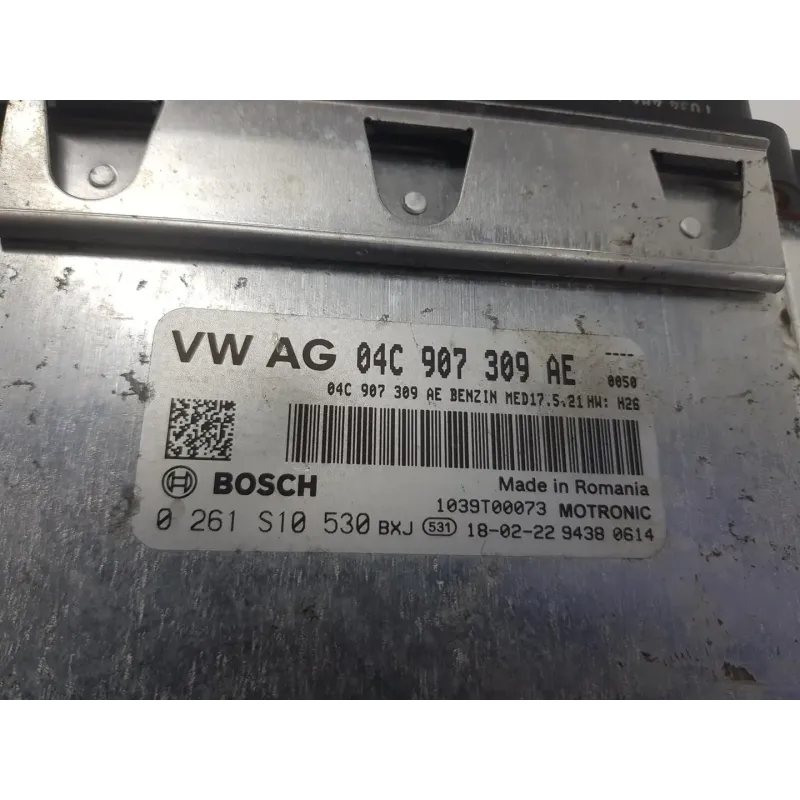 VW AG 04C 907 309 AE ----
0050
04C 907 309 AE BENZIN MED17.5.21 HW: H26
BOSCH Made in Romania
1039T00073 MOTRONIC
0 261 S10 530 BXJ 531 18-02-22 9438 0614